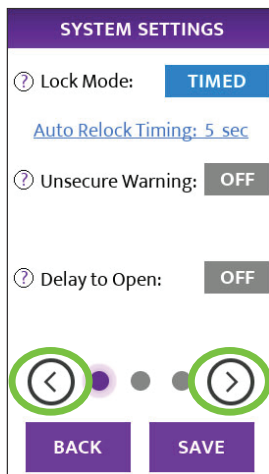 SYSTEM SETTINGS
? Lock Mode: TIMED
Auto Relock Timing: 5 sec
? Unsecure Warning: OFF
? Delay to Open: OFF
< >
BACK SAVE